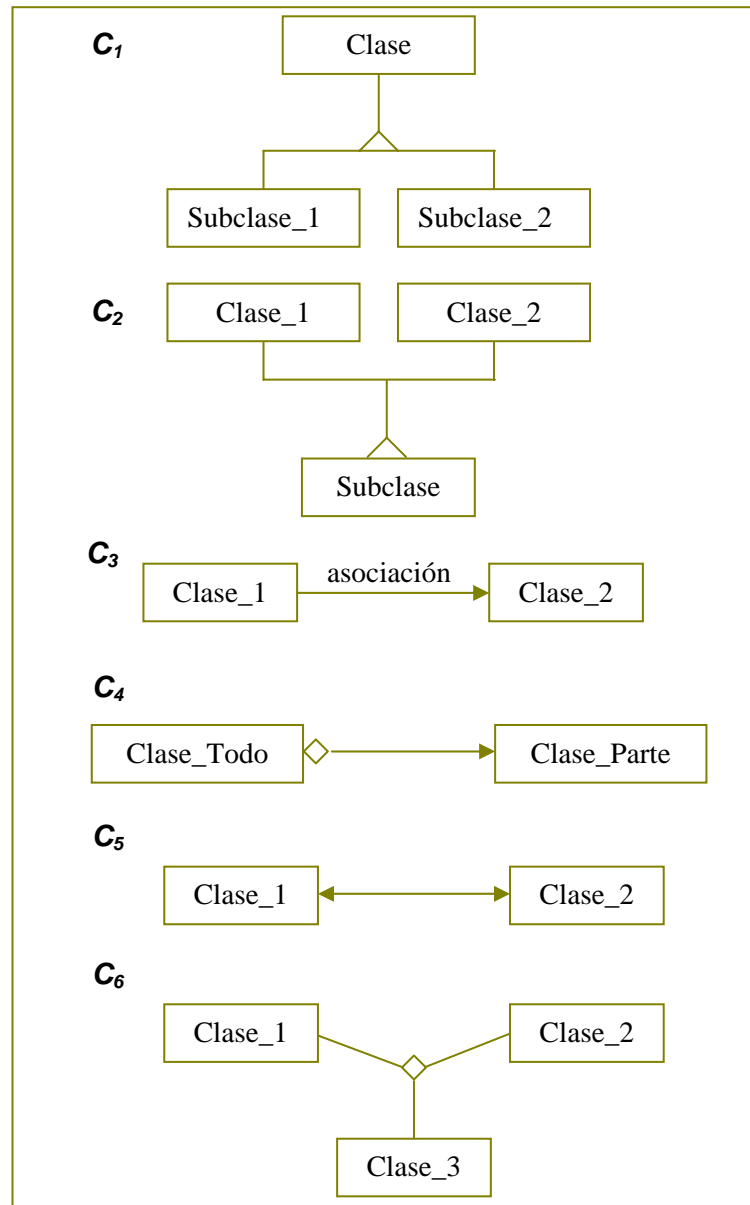 C1
Clase
Subclase_1 Subclase_2
C2
Clase_1 Clase_2
Subclase
C3
asociación
Clase_1 Clase_2
C4
Clase_Todo Clase_Parte
C5
Clase_1 Clase_2
C6
Clase_1 Clase_2
Clase_3